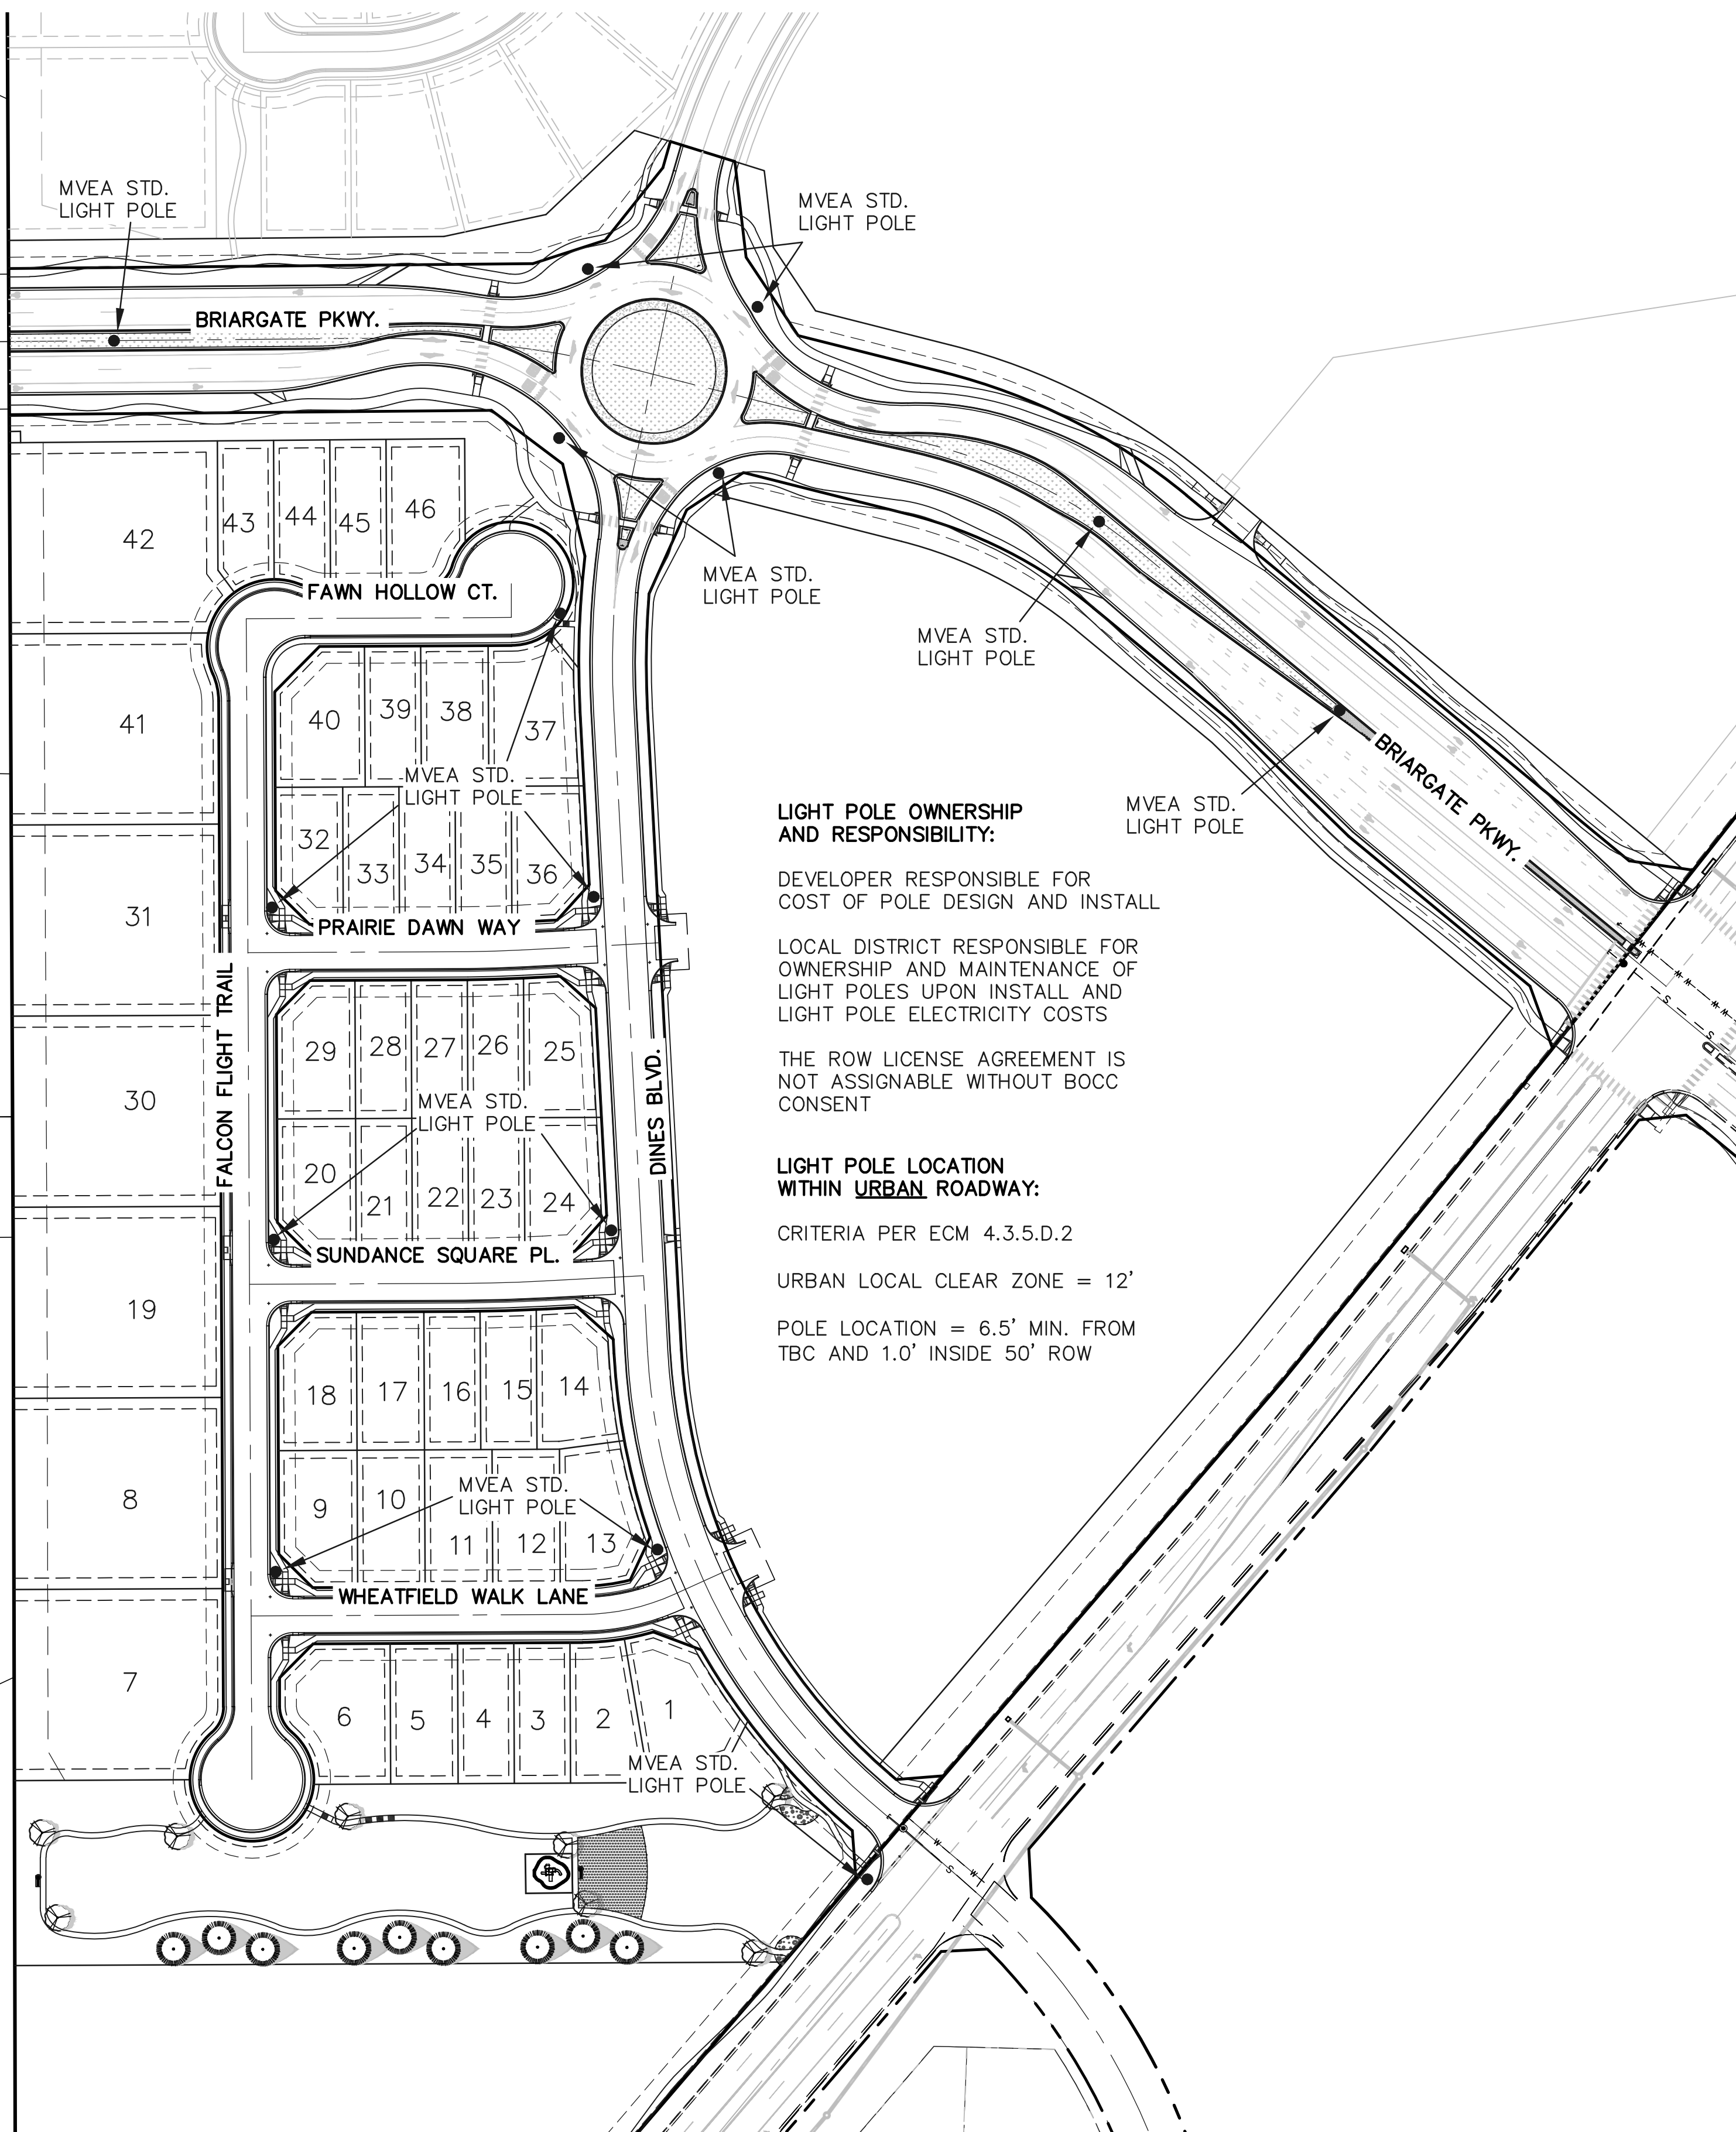 MVEA STD.
LIGHT POLE
MVEA STD.
LIGHT POLE
BRIARGATE PKWY.
42
43
44
45
46
FAWN HOLLOW CT.
MVEA STD.
LIGHT POLE
MVEA STD.
LIGHT POLE
41
40
39
38
37
MVEA STD.
LIGHT POLE
MVEA STD.
LIGHT POLE
BRIARGATE PKWY.
32
33
34
35
36
31
PRAIRIE DAWN WAY
FALCON FLIGHT TRAIL
LIGHT POLE OWNERSHIP
AND RESPONSIBILITY:
DEVELOPER RESPONSIBLE FOR
COST OF POLE DESIGN AND INSTALL
LOCAL DISTRICT RESPONSIBLE FOR
OWNERSHIP AND MAINTENANCE OF
LIGHT POLES UPON INSTALL AND
LIGHT POLE ELECTRICITY COSTS
THE ROW LICENSE AGREEMENT IS
NOT ASSIGNABLE WITHOUT BOCC
CONSENT
LIGHT POLE LOCATION
WITHIN URBAN ROADWAY:
CRITERIA PER ECM 4.3.5.D.2
URBAN LOCAL CLEAR ZONE = 12'
POLE LOCATION = 6.5' MIN. FROM
TBC AND 1.0' INSIDE 50' ROW
29
28
27
26
25
30
MVEA STD.
LIGHT POLE
DINES BLVD.
20
21
22
23
24
SUNDANCE SQUARE PL.
19
18
17
16
15
14
8
9
10
MVEA STD.
LIGHT POLE
11
12
13
WHEATFIELD WALK LANE
7
6
5
4
3
2
1
MVEA STD.
LIGHT POLE
W
S
W
S
W
W
S
W
S
W